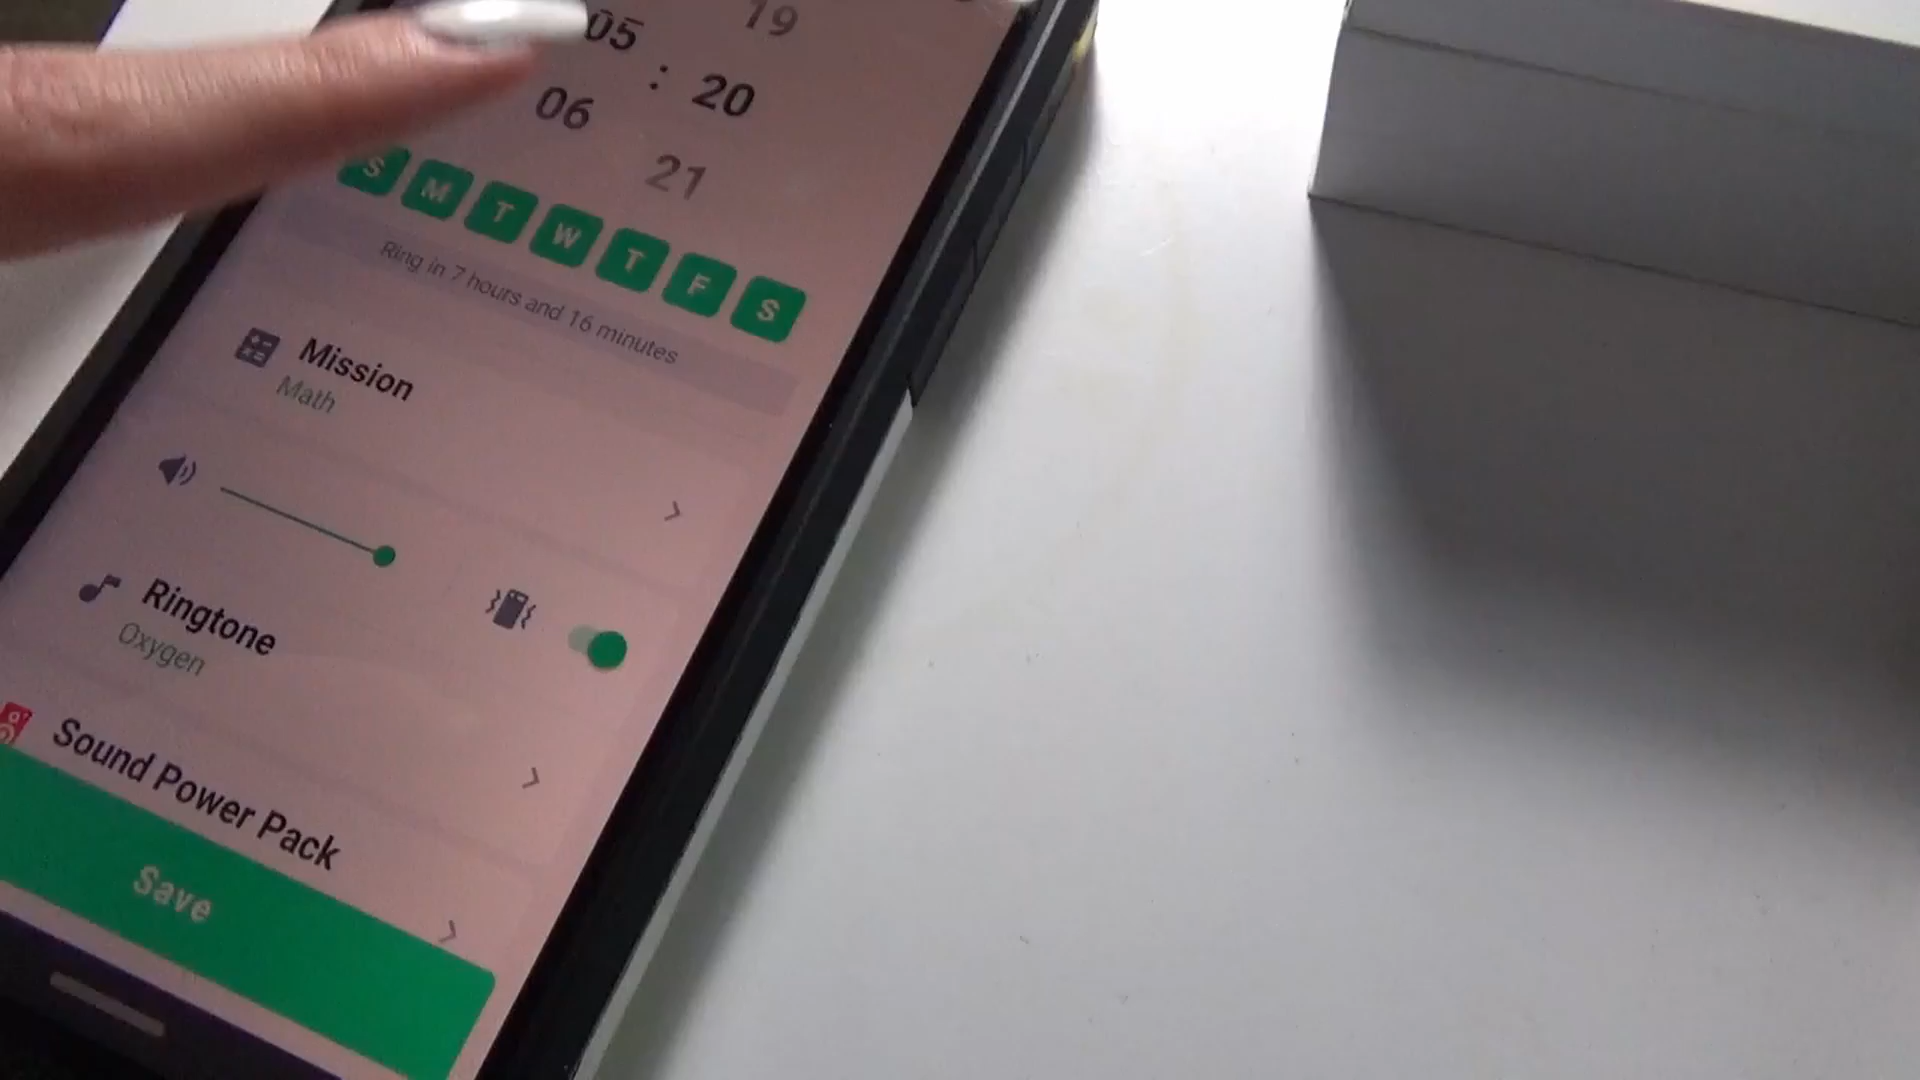 19
05 : 20
06
21
S M T W T F S
Ring in 7 hours and 16 minutes
Mission
Math
Ringtone
Oxygen
Sound Power Pack
Save